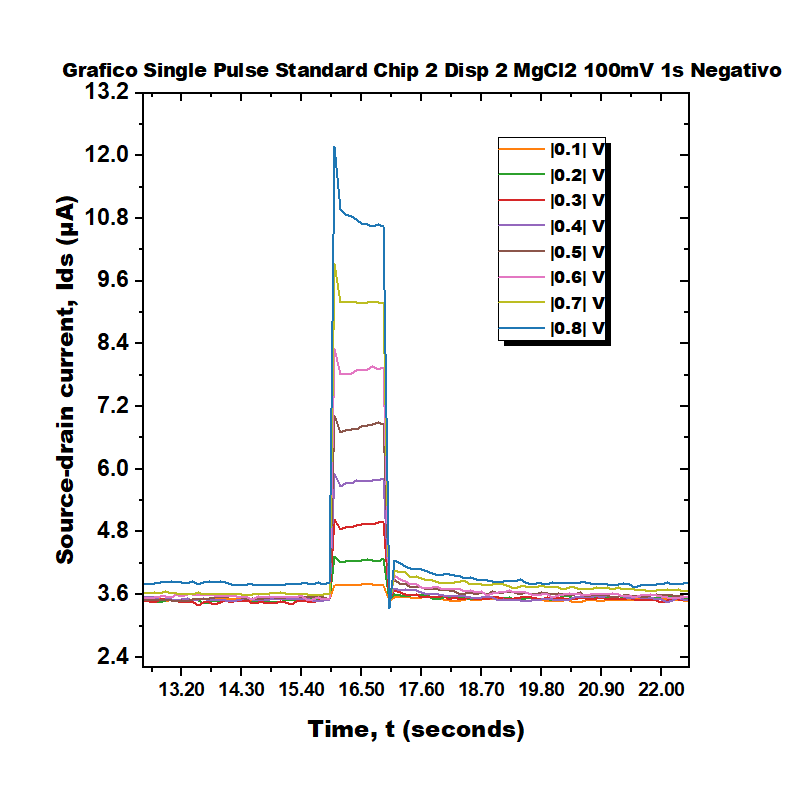 Grafico Single Pulse Standard Chip 2 Disp 2 MgCl2 100mV 1s Negativo
13.2
12.0
10.8
9.6
8.4
7.2
6.0
4.8
3.6
2.4
Source-drain current, Ids (µA)
|0.1| V
|0.2| V
|0.3| V
|0.4| V
|0.5| V
|0.6| V
|0.7| V
|0.8| V
13.20 14.30 15.40 16.50 17.60 18.70 19.80 20.90 22.00
Time, t (seconds)